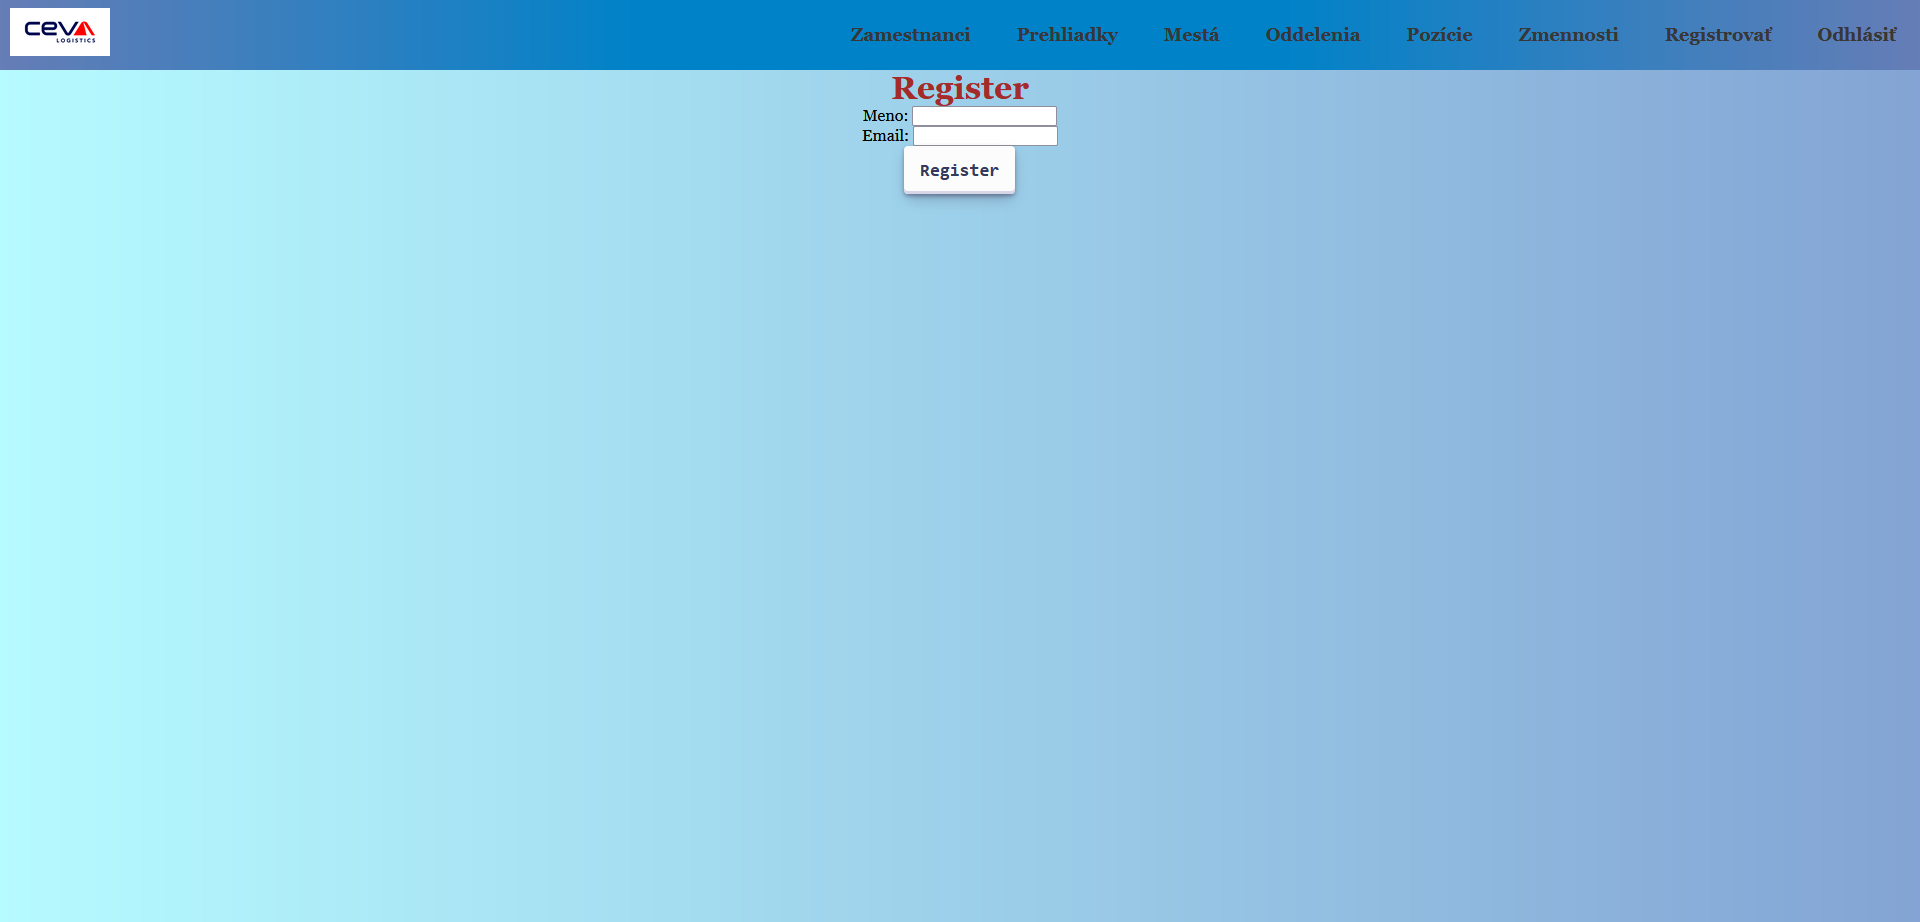 CEVA
LOGISTICS
Zamestnanci Prehliadky Mestá Oddelenia Pozície Zmennosti Registrovať Odhlásiť
Register
Meno:
Email:
Register